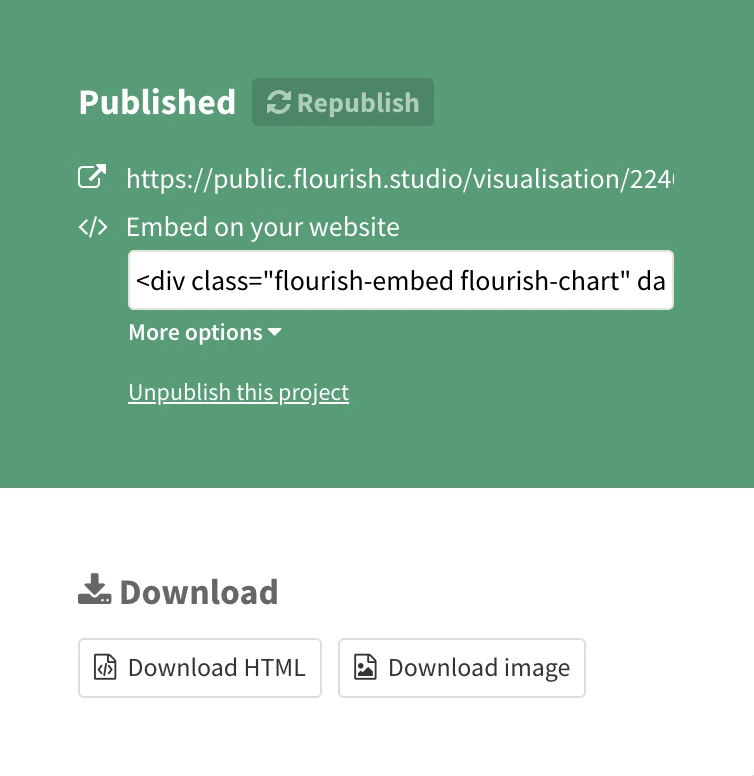 Published Republish
https://public.flourish.studio/visualisation/224
</> Embed on your website
<div class="flourish-embed flourish-chart" da
More options
Unpublish this project
Download
Download HTML Download image